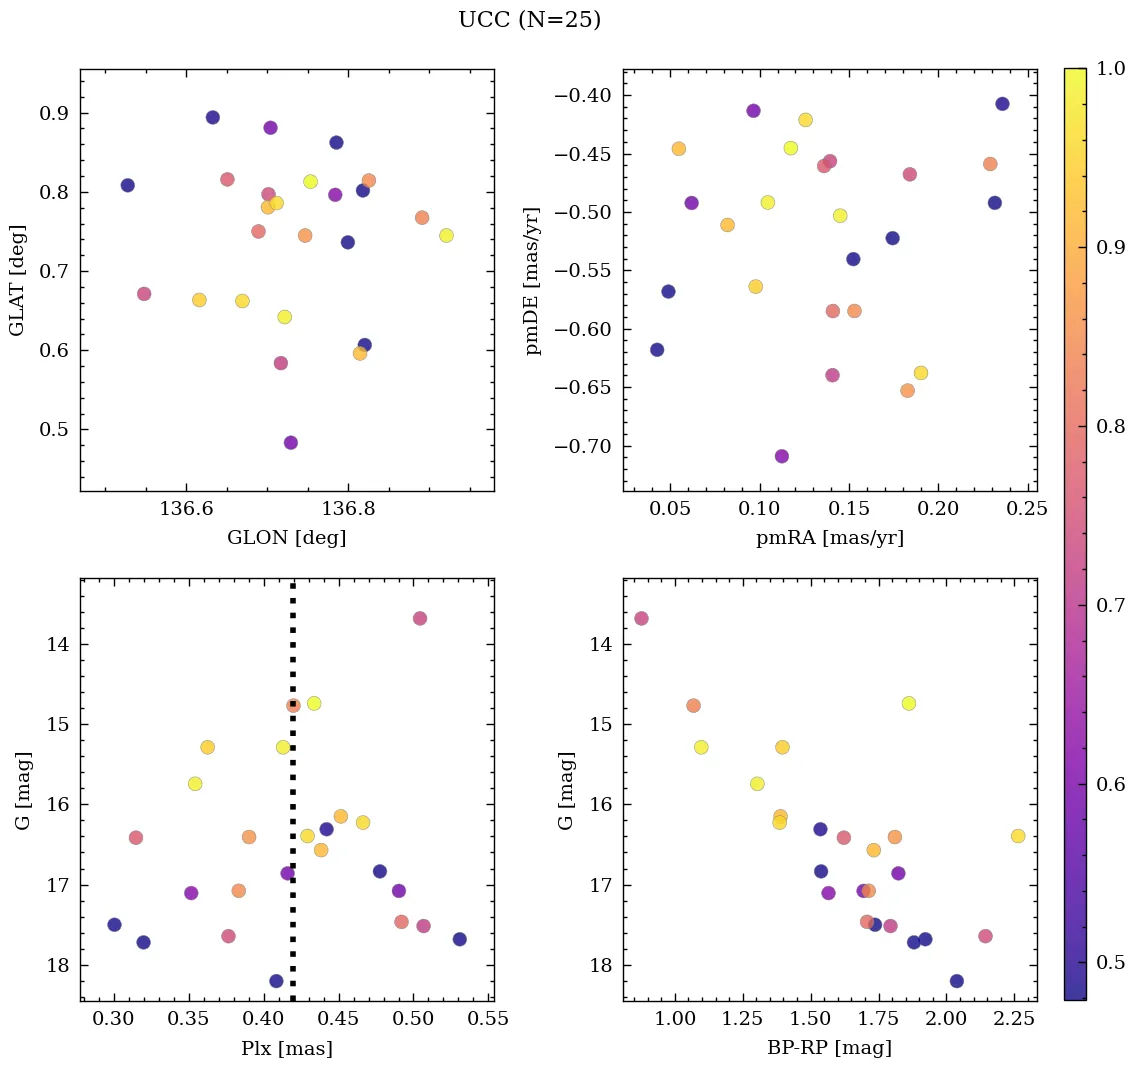 UCC (N=25)
0.9
0.8
0.7
0.6
0.5
GLAT [deg]
136.6 136.8
GLON [deg]
−0.40
−0.45
−0.50
−0.55
−0.60
−0.65
−0.70
pmDE [mas/yr]
0.05 0.10 0.15 0.20 0.25
pmRA [mas/yr]
14
15
16
17
18
G [mag]
0.30 0.35 0.40 0.45 0.50 0.55
Plx [mas]
14
15
16
17
18
G [mag]
1.00 1.25 1.50 1.75 2.00 2.25
BP-RP [mag]
1.0
0.9
0.8
0.7
0.6
0.5